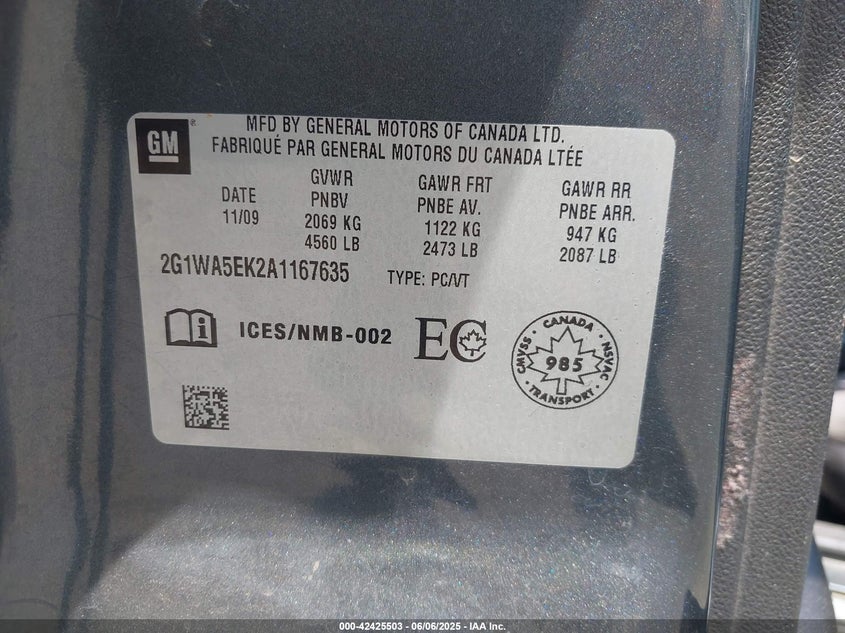 GM ®
MFD BY GENERAL MOTORS OF CANADA LTD.
FABRIQUÉ PAR GENERAL MOTORS DU CANADA LTÉE
DATE
11/09
GVWR
PNBV
2069 KG
4560 LB
GAWR FRT
PNBE AV.
1122 KG
2473 LB
GAWR RR
PNBE ARR.
947 KG
2087 LB
2G1WA5EK2A1167635
TYPE: PC/VT
i
ICES/NMB-002
EC
CANADA
CMVSS
985
NSVAC
TRANSPORT
000-42425503 - 06/06/2025 - IAA Inc.